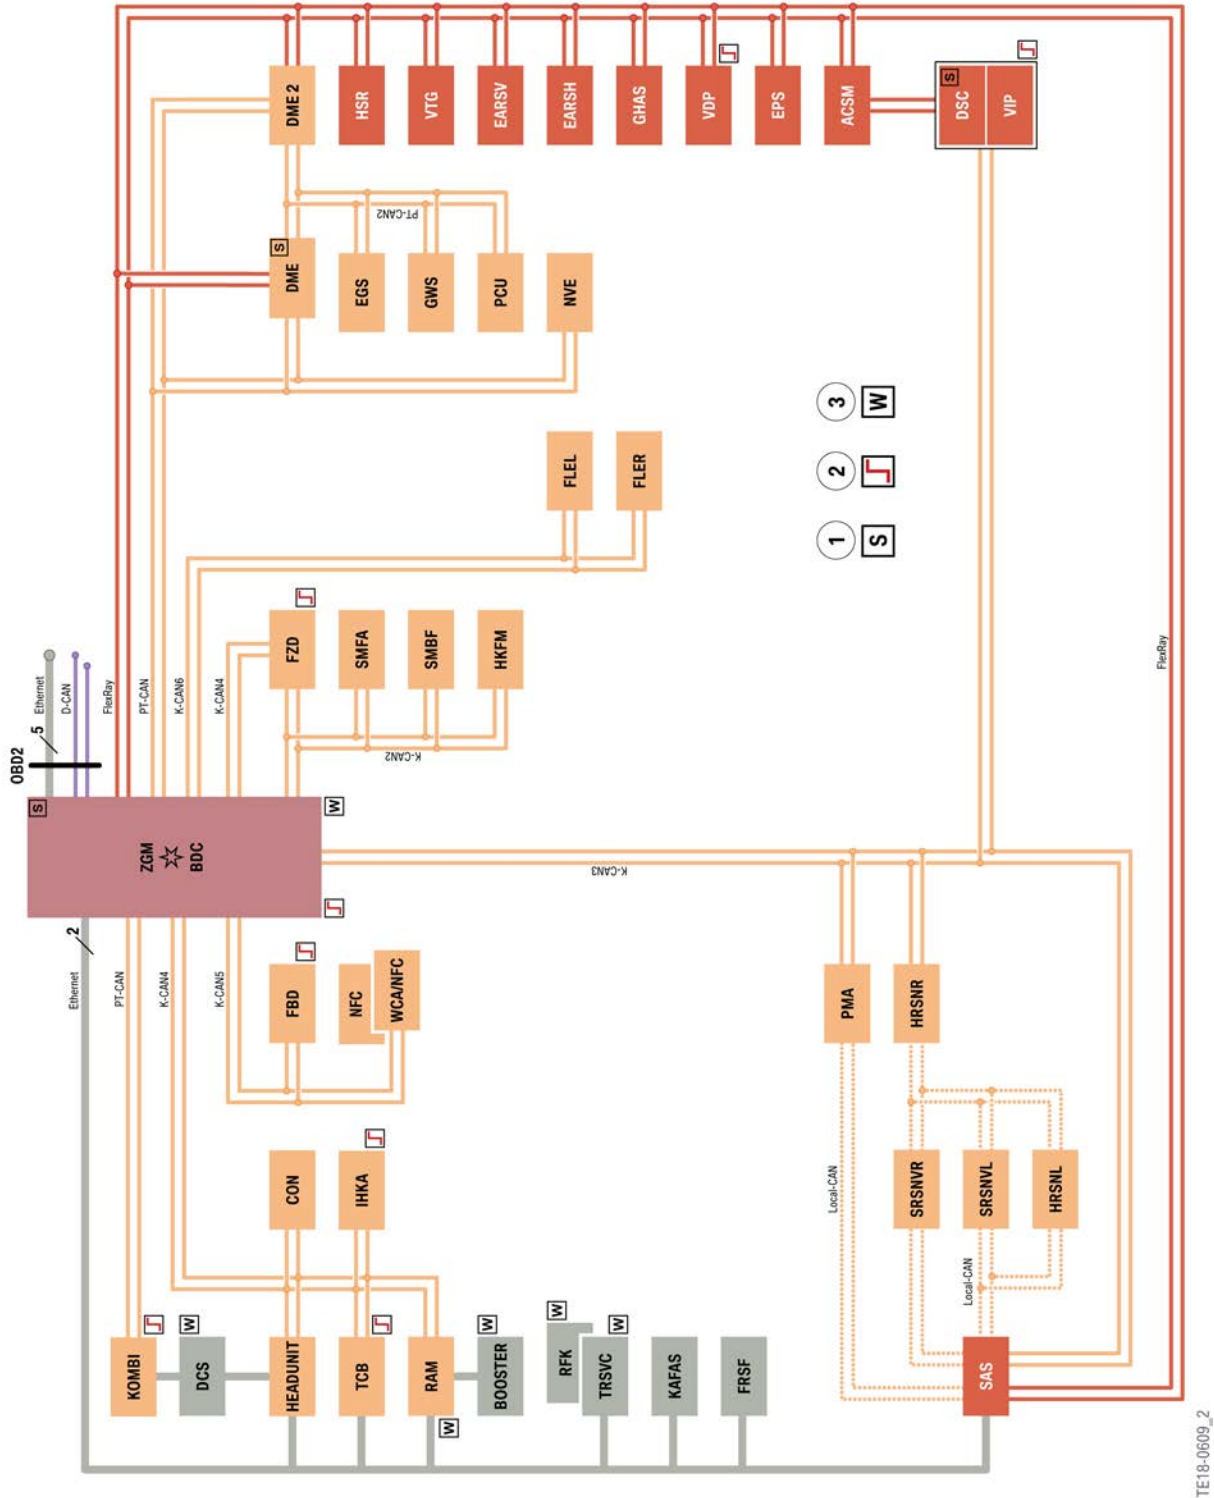 OBD2
Ethernet
2
5
Ethernet
D-CAN
S
FlexRay
PT-CAN
PT-CAN
K-CAN4
K-CAN6
K-CAN5
K-CAN4
ZGM
BDC
KOMBI
W
DCS
HEADUNIT
CON
FBD
FZD
S
DME
DME 2
W
TCB
IHKA
NFC
SMFA
EGS
HSR
WCA/NFC
K-CAN2
PT-CAN2
W
RAM
SMBF
GWS
VTG
W
BOOSTER
HKFM
PCU
EARSV
W
RFK
FLEL
NVE
EARSH
W
TRSVC
K-CAN3
FLER
GHAS
KAFAS
VDP
FRSF
EPS
Local-CAN
PMA
1
2
3
ACSM
S
W
SRSNVR
HRSNR
S
DSC
Local-CAN
SAS
SRSNVL
VIP
HRSNL
FlexRay
TE18-0609_2